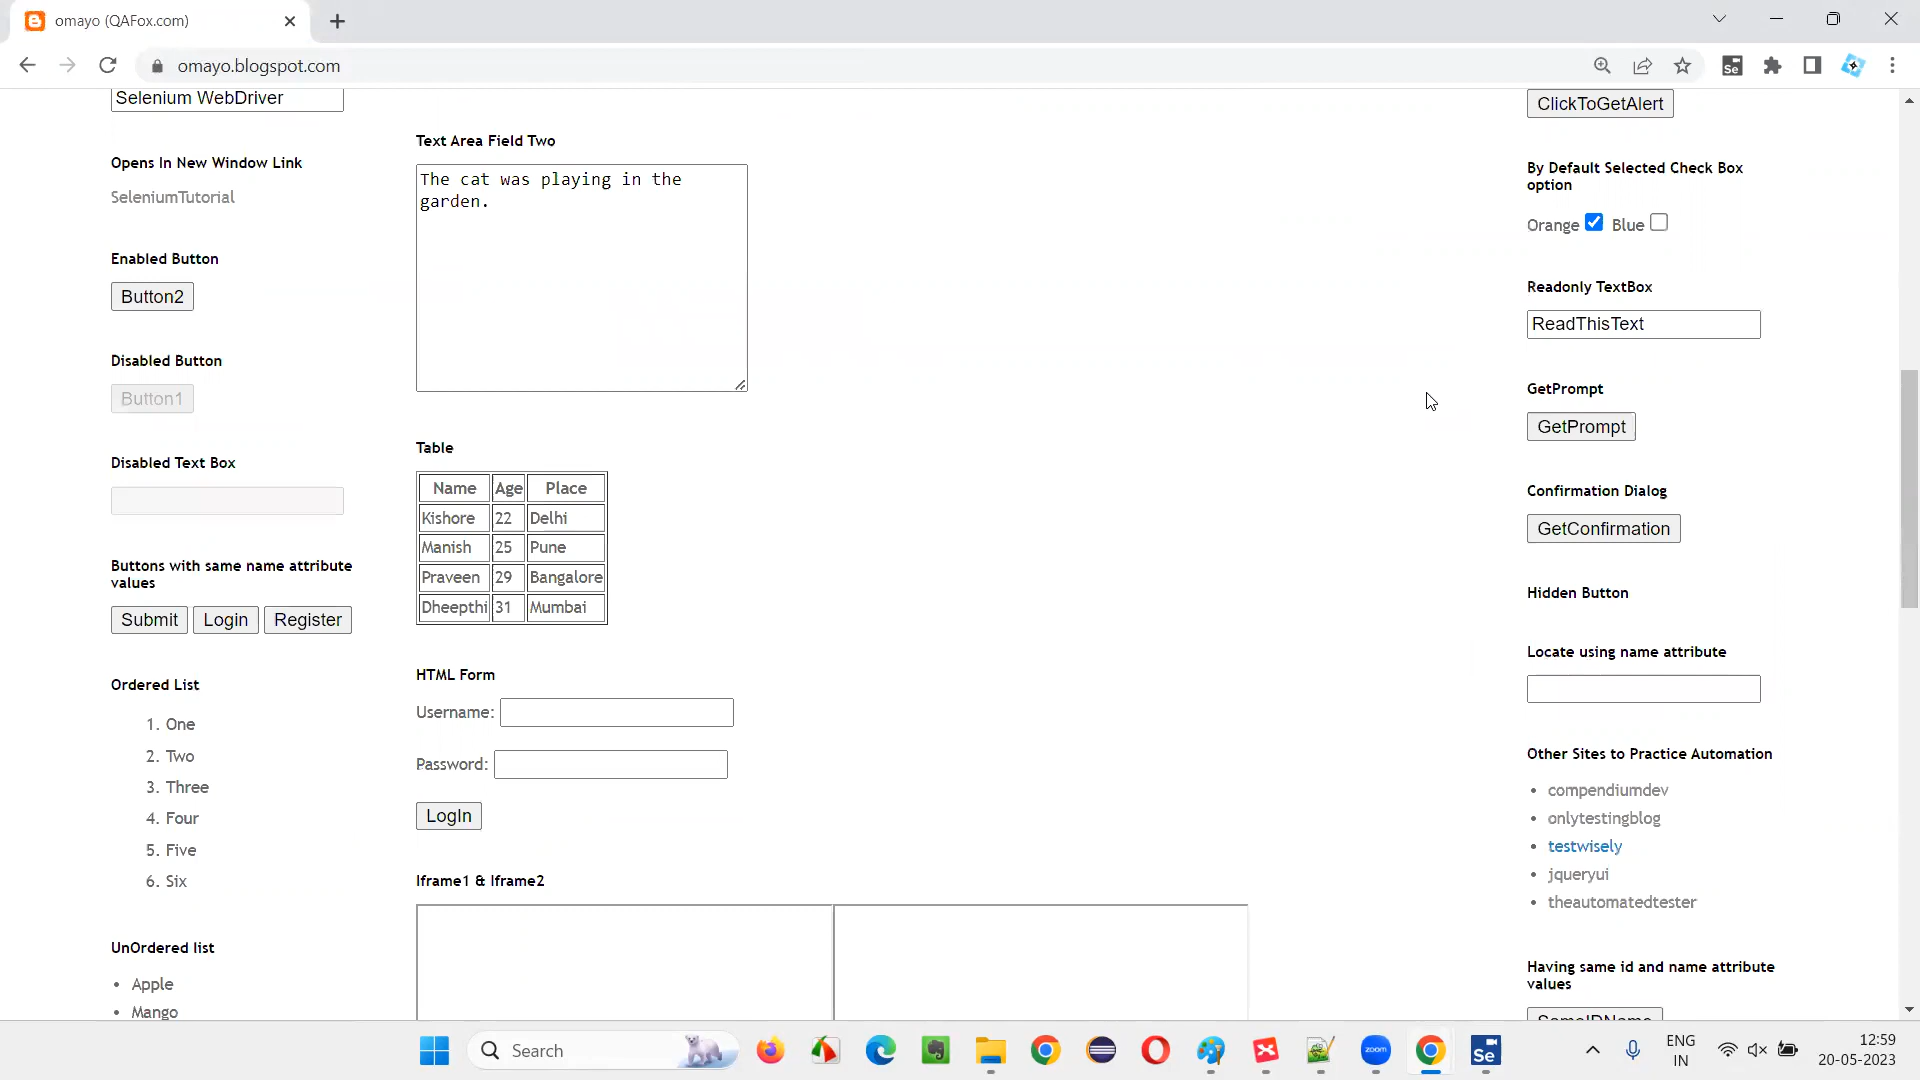 omayo (QAFox.com)
omayo.blogspot.com
Se
Selenium WebDriver
Opens In New Window Link
SeleniumTutorial
Enabled Button
Button2
Disabled Button
Button1
Disabled Text Box
Buttons with same name attribute
values
Submit Login Register
Ordered List
1. One
2. Two
3. Three
4. Four
5. Five
6. Six
UnOrdered list
• Apple
• Mango
Text Area Field Two
The cat was playing in the
garden.
Table
Name Age Place
Kishore 22 Delhi
Manish 25 Pune
Praveen 29 Bangalore
Dheepthi 31 Mumbai
HTML Form
Username:
Password:
LogIn
Iframe1 & Iframe2
ClickToGetAlert
By Default Selected Check Box
option
Orange Blue
Readonly TextBox
ReadThisText
GetPrompt
GetPrompt
Confirmation Dialog
GetConfirmation
Hidden Button
Locate using name attribute
Other Sites to Practice Automation
• compendiumdev
• onlytestingblog
• testwisely
• jqueryui
• theautomatedtester
Having same id and name attribute
values
SameIDName
Search
zoom
Se
ENG
IN
12:59
20-05-2023